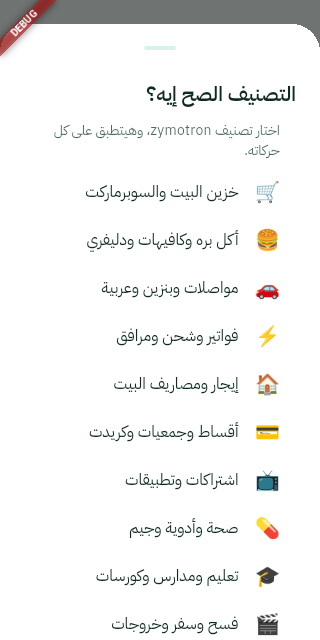 DEBUG
التصنيف الصح إيه؟
اختار تصنيف zymotron، وهيتطبق على كل
حركاته.
خزين البيت والسوبرماركت
أكل بره وكافيهات ودليفري
مواصلات وبنزين وعربية
فواتير وشحن ومرافق
إيجار ومصاريف البيت
أقساط وجمعيات وكريدت
اشتراكات وتطبيقات
صحة وأدوية وجيم
تعليم ومدارس وكورسات
فسح وسفر وخروجات